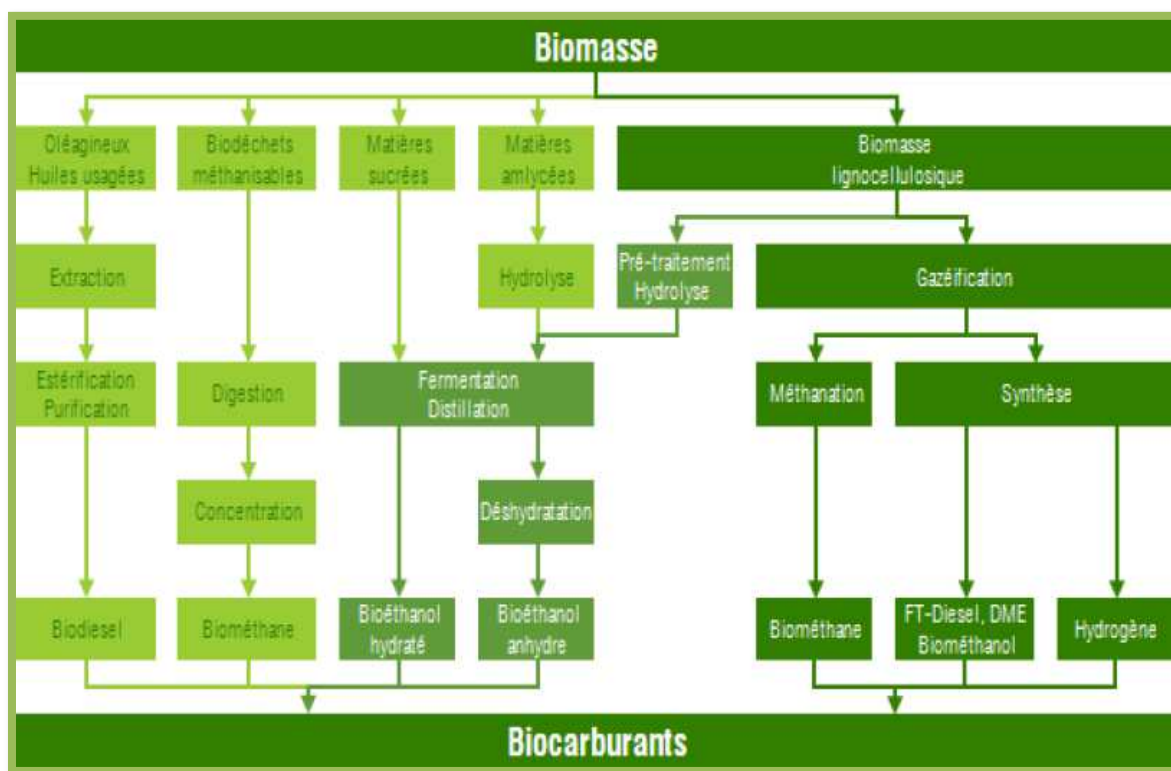 Biomasse
Oléagineux
Huiles usagées
Biodéchets
méthanisables
Matières
sucrées
Matières
amlycées
Biomasse
lignocellulosique
Extraction
Hydrolyse
Pré-traitement
Hydrolyse
Gazéification
Estérification
Purification
Digestion
Fermentation
Distillation
Méthanation
Synthèse
Concentration
Déshydratation
Biodiesel
Biométhane
Bioéthanol
hydraté
Bioéthanol
anhydre
Biométhane
FT-Diesel, DME
Biométhanol
Hydrogène
Biocarburants